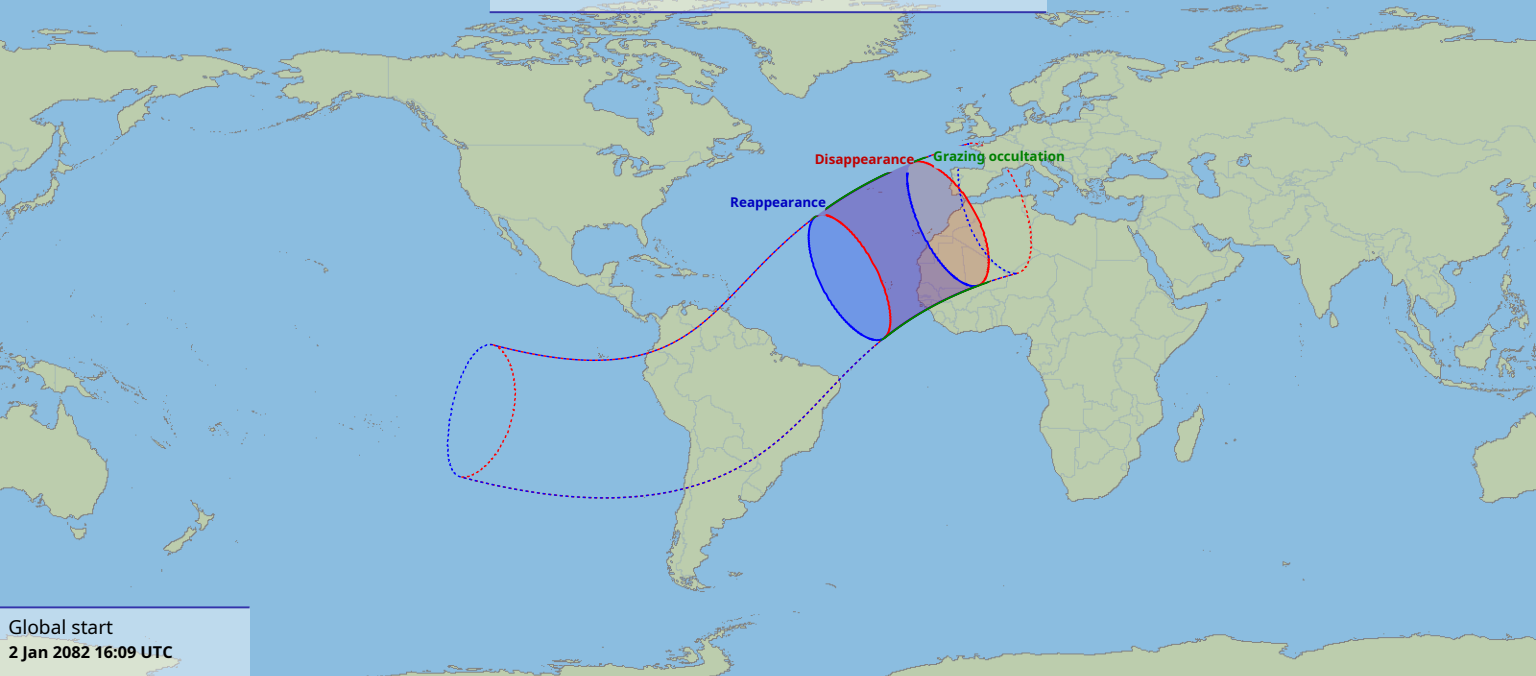 Disappearance
Grazing occultation
Reappearance
Global start
2 Jan 2082 16:09 UTC